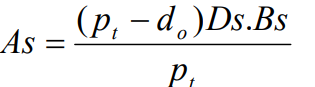 As = (p_t − d_o)Ds.Bs / p_t